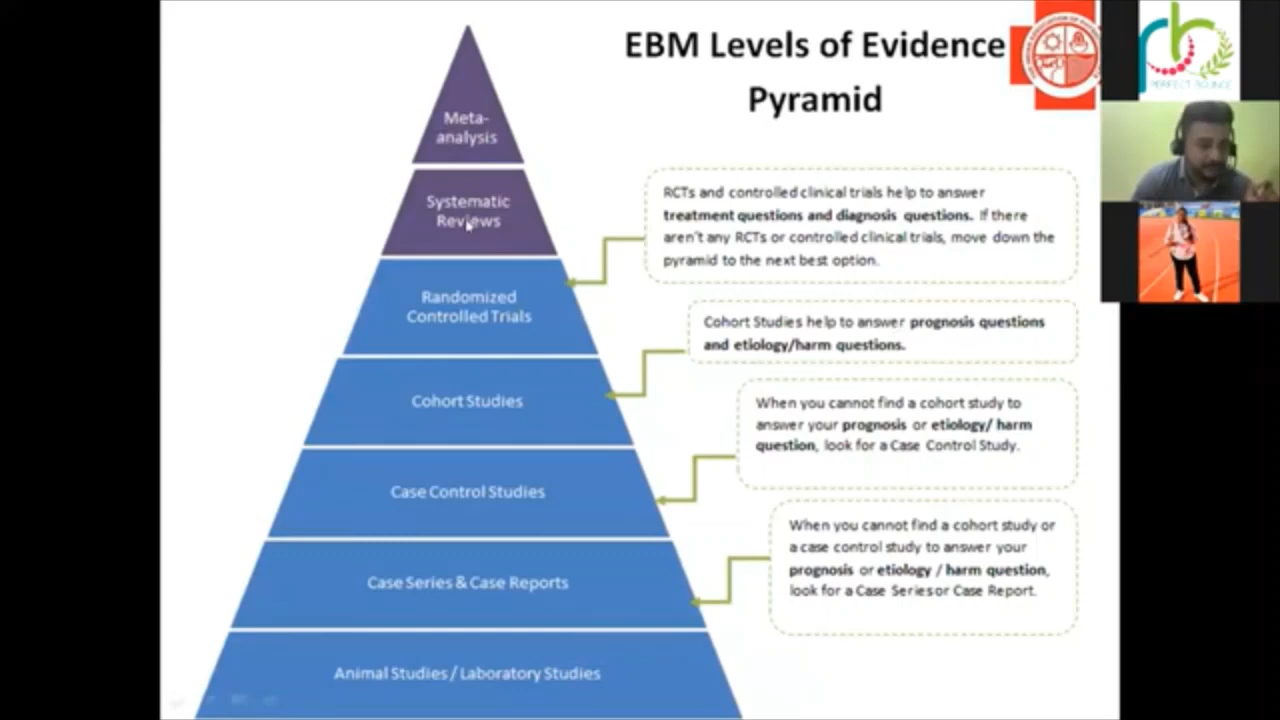 EBM Levels of Evidence
Pyramid
Meta-
analysis
Systematic
Reviews
Randomized
Controlled Trials
Cohort Studies
Case Control Studies
Case Series & Case Reports
Animal Studies / Laboratory Studies
RCTs and controlled clinical trials help to answer
treatment questions and diagnosis questions. If there
aren't any RCTs or controlled clinical trials, move down the
pyramid to the next best option.
Cohort Studies help to answer prognosis questions
and etiology/harm questions.
When you cannot find a cohort study to
answer your prognosis or etiology/ harm
question, look for a Case Control Study.
When you cannot find a cohort study or
a case control study to answer your
prognosis or etiology / harm question,
look for a Case Series or Case Report.